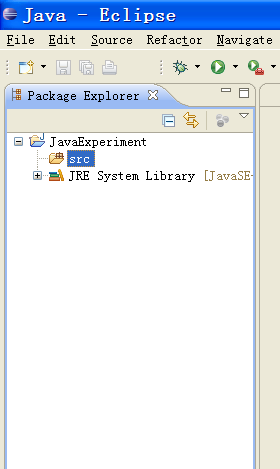 Java - Eclipse
File Edit Source Refactor Navigate
Package Explorer
JavaExperiment
src
JRE System Library [JavaSE-